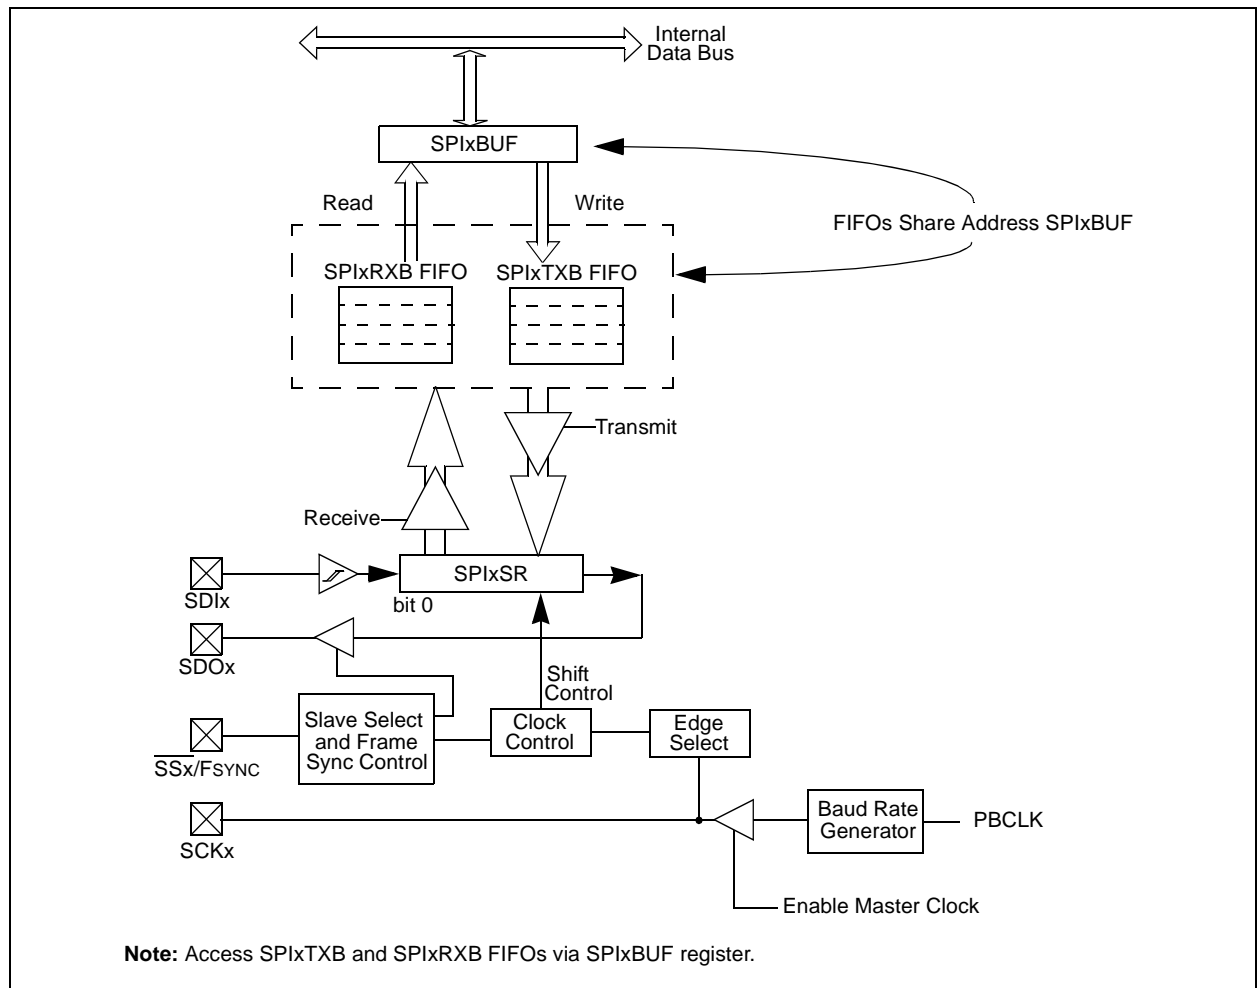 Internal
Data Bus
SPIxBUF
Read
Write
FIFOs Share Address SPIxBUF
SPIxRXB FIFO
SPIxTXB FIFO
Transmit
Receive
SPIxSR
SDIx
bit 0
SDOx
Shift
Control
Slave Select
and Frame
Sync Control
Clock
Control
Edge
Select
SSx/FSYNC
Baud Rate
Generator
PBCLK
SCKx
Enable Master Clock
Note: Access SPIxTXB and SPIxRXB FIFOs via SPIxBUF register.